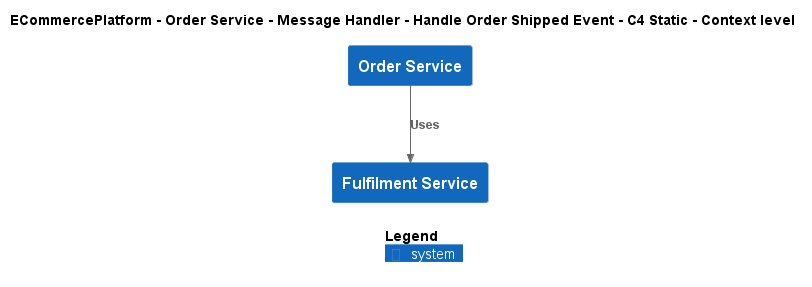 ECommercePlatform - Order Service - Message Handler - Handle Order Shipped Event - C4 Static - Context level
Order Service
Uses
Fulfilment Service
Legend
system